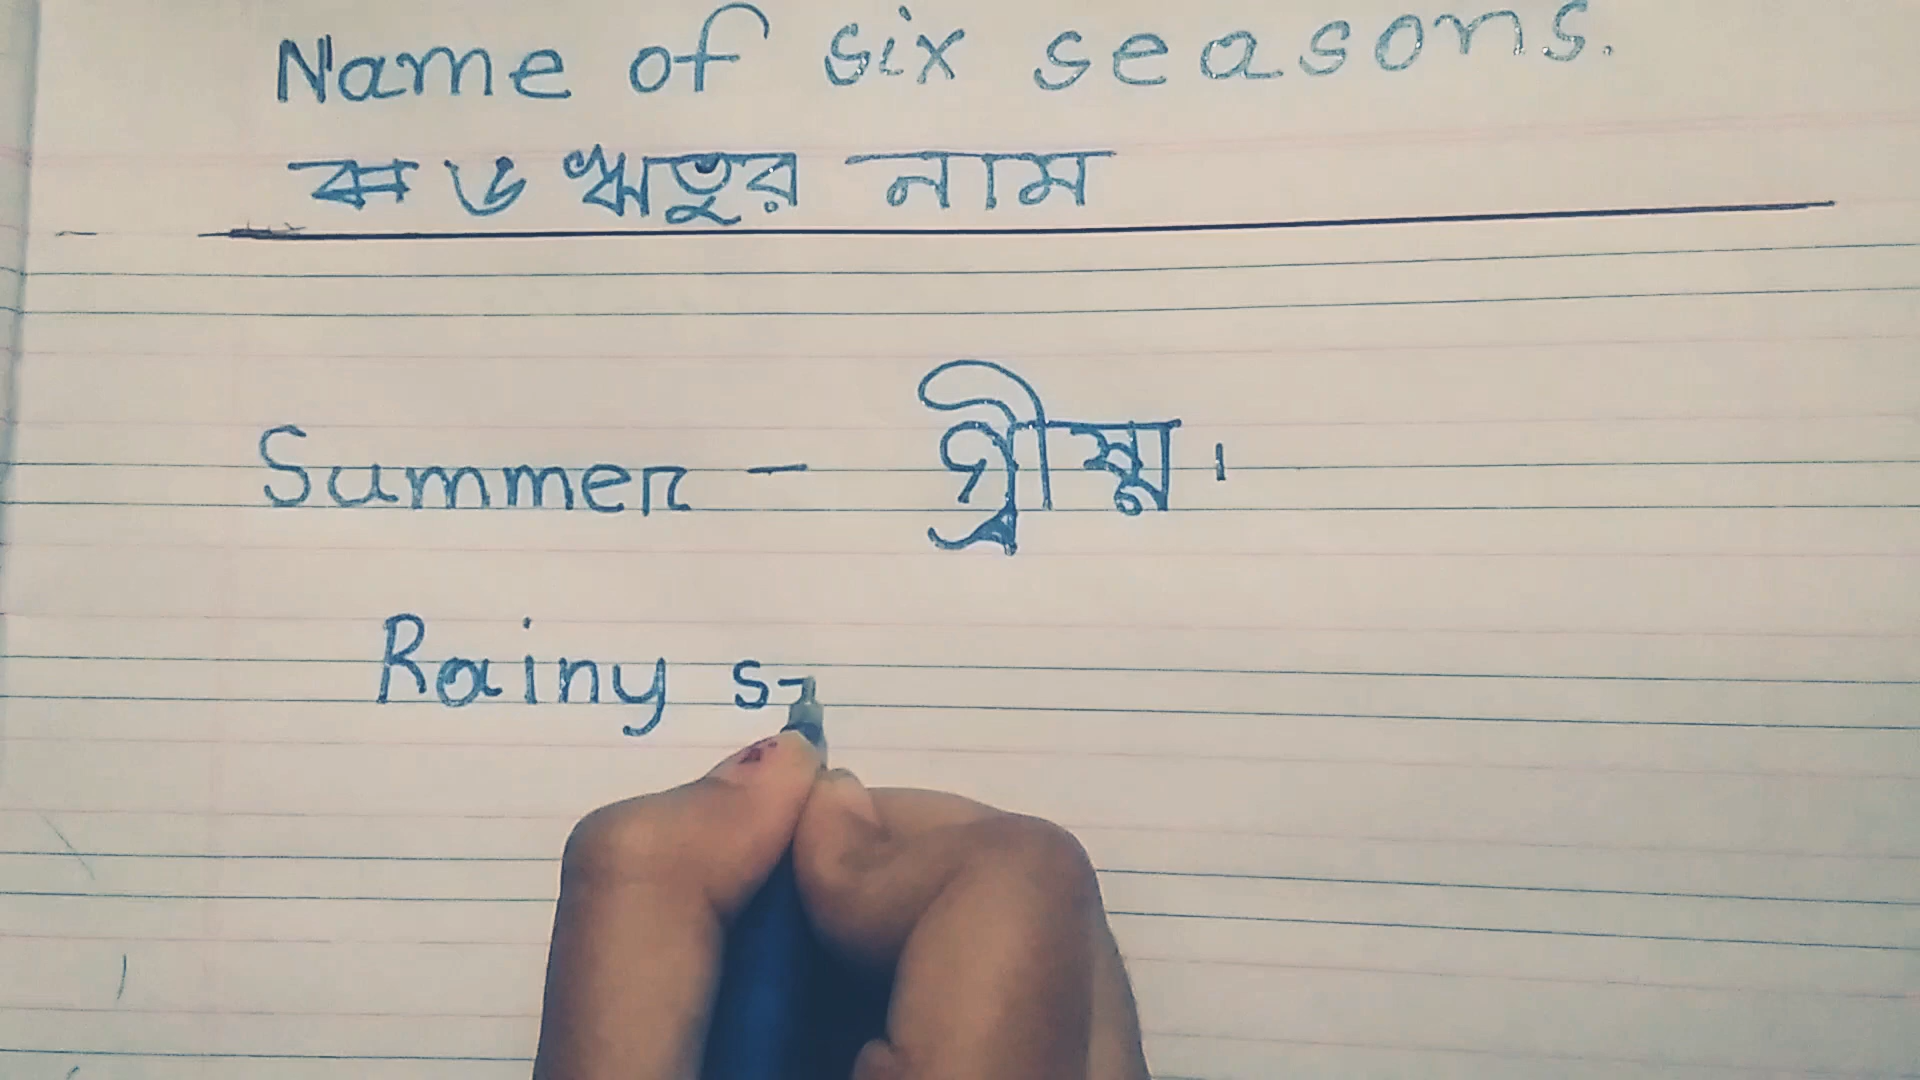 Name of six seasons.
৬ ঋতুর নাম
Summer - গ্রীষ্ম।
Rainy s